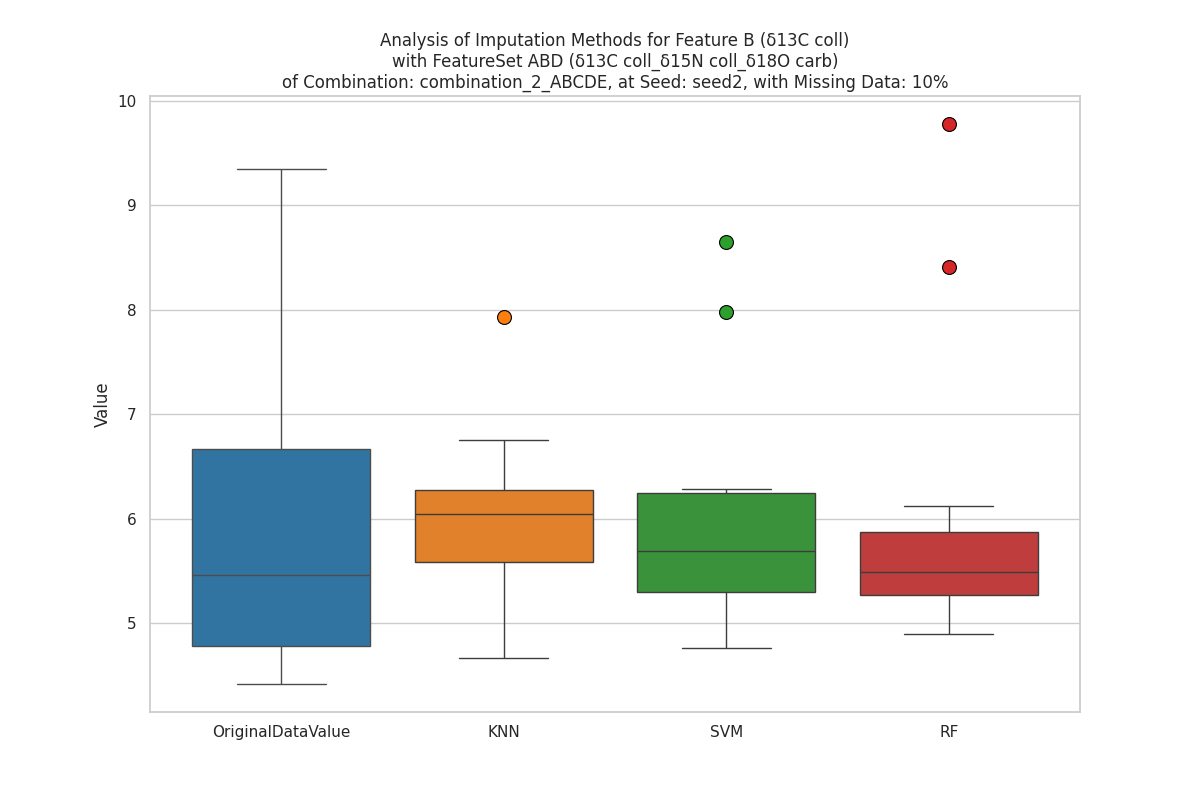 Analysis of Imputation Methods for Feature B (δ13C coll)
with FeatureSet ABD (δ13C coll_δ15N coll_δ18O carb)
of Combination: combination_2_ABCDE, at Seed: seed2, with Missing Data: 10%
10
9
8
7
6
5
Value
OriginalDataValue
KNN
SVM
RF